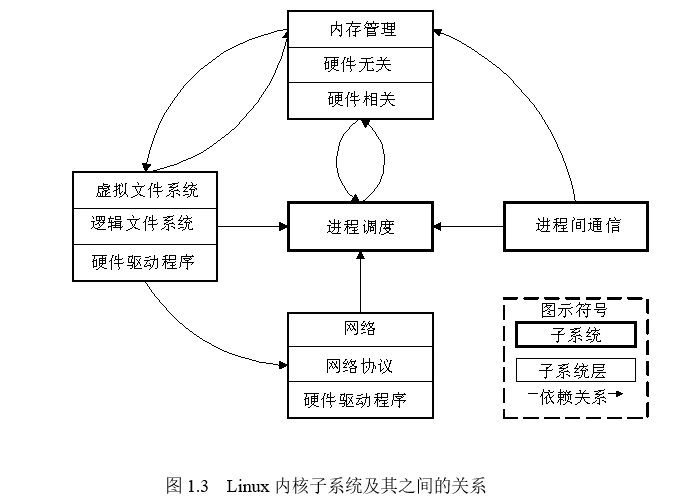 内存管理
硬件无关
硬件相关
虚拟文件系统
逻辑文件系统
硬件驱动程序
进程调度
进程间通信
网络
网络协议
硬件驱动程序
图示符号
子系统
子系统层
依赖关系
图 1.3 Linux 内核子系统及其之间的关系